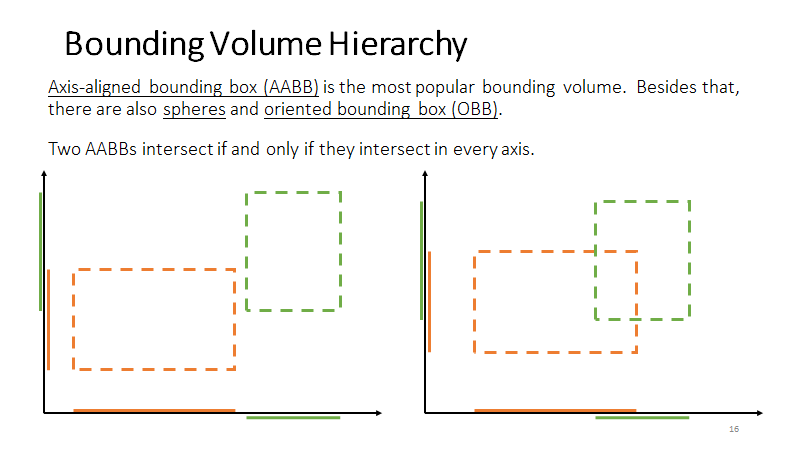 Bounding Volume Hierarchy
Axis-aligned bounding box (AABB) is the most popular bounding volume. Besides that,
there are also spheres and oriented bounding box (OBB).
Two AABBs intersect if and only if they intersect in every axis.
16